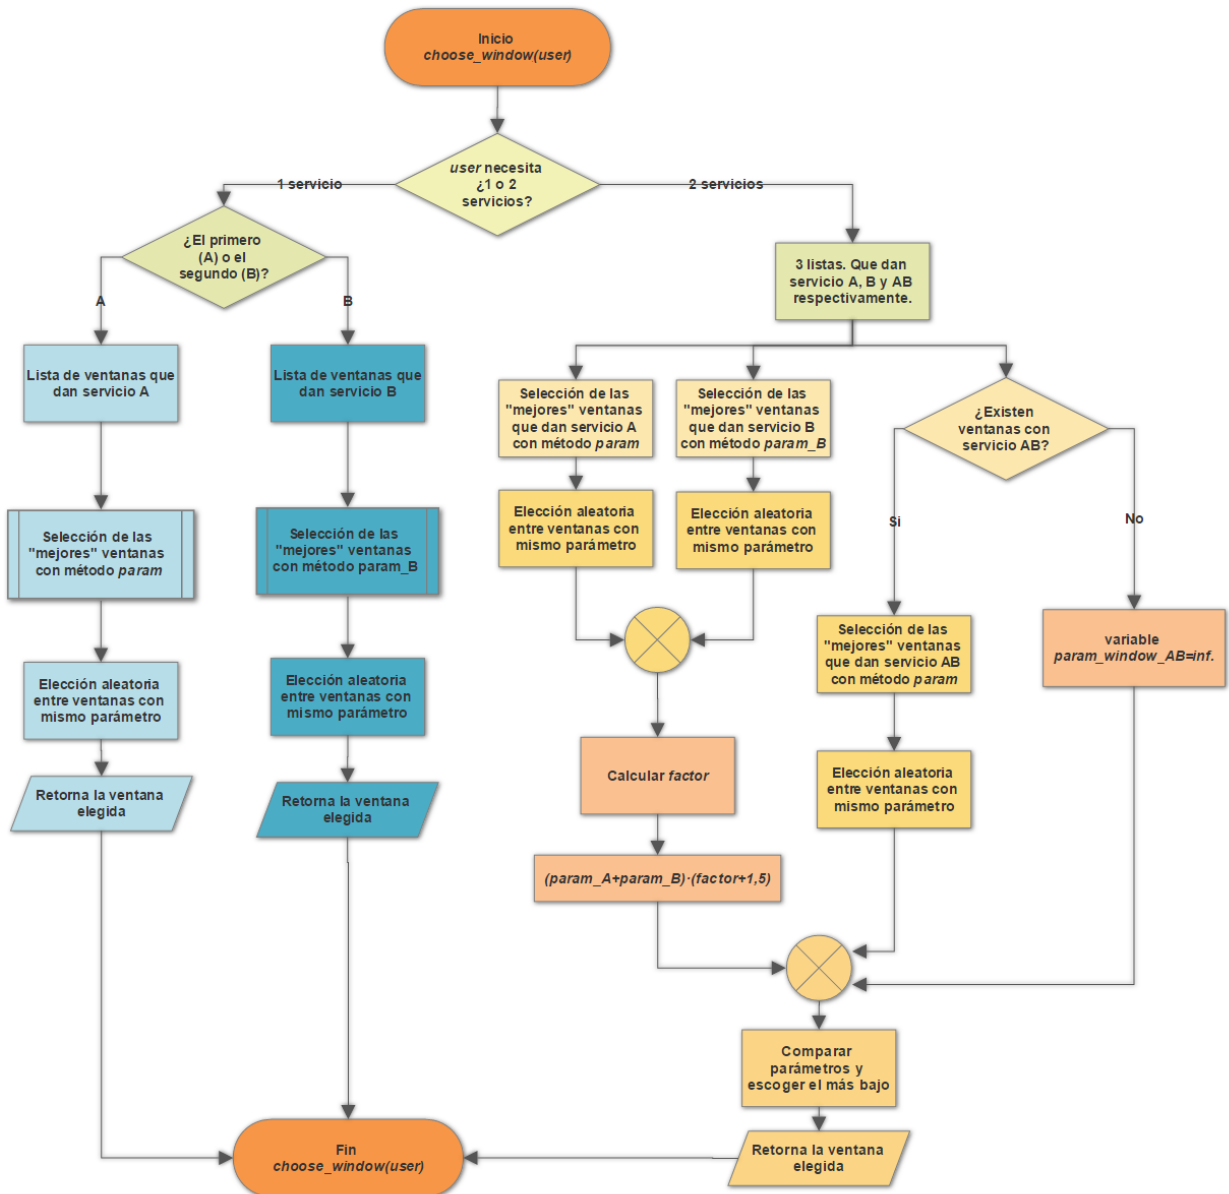 Inicio
choose_window(user)
user necesita
¿1 o 2
servicios?
1 servicio
2 servicios
¿El primero
(A) o el
segundo (B)?
A
B
Lista de ventanas que
dan servicio A
Selección de las
"mejores" ventanas
con método param
Elección aleatoria
entre ventanas con
mismo parámetro
Retorna la ventana
elegida
Lista de ventanas que
dan servicio B
Selección de las
"mejores" ventanas
con método param_B
Elección aleatoria
entre ventanas con
mismo parámetro
Retorna la ventana
elegida
3 listas. Que dan
servicio A, B y AB
respectivamente.
Selección de las
"mejores" ventanas
que dan servicio A
con método param
Elección aleatoria
entre ventanas con
mismo parámetro
Selección de las
"mejores" ventanas
que dan servicio B
con método param_B
Elección aleatoria
entre ventanas con
mismo parámetro
Calcular factor
(param_A+param_B)·(factor+1,5)
¿Existen
ventanas con
servicio AB?
Si
No
Selección de las
"mejores" ventanas
que dan servicio AB
con método param
Elección aleatoria
entre ventanas con
mismo parámetro
variable
param_window_AB=inf.
Comparar
parámetros y
escoger el más bajo
Retorna la ventana
elegida
Fin
choose_window(user)